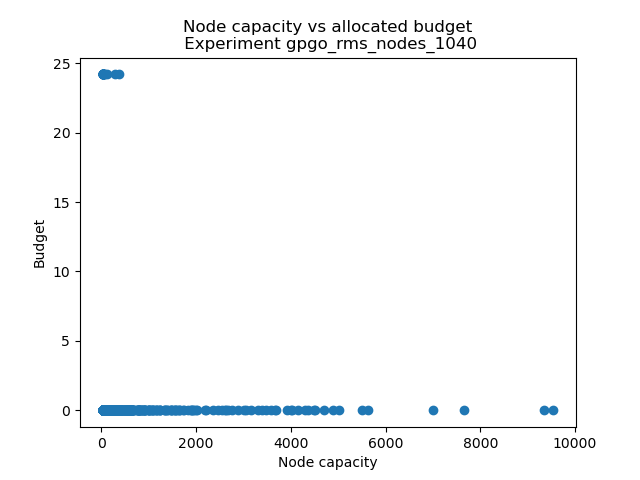 Node capacity vs allocated budget
Experiment gpgo_rms_nodes_1040
25
20
15
10
5
0
Budget
0 2000 4000 6000 8000 10000
Node capacity